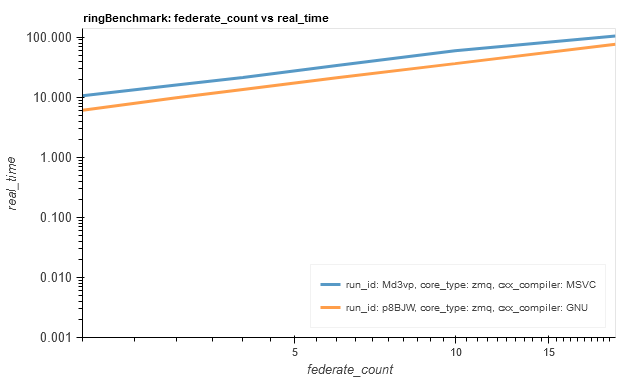 ringBenchmark: federate_count vs real_time
100.000
10.000
1.000
0.100
0.010
0.001
real_time
run_id: Md3vp, core_type: zmq, cxx_compiler: MSVC
run_id: p8BJW, core_type: zmq, cxx_compiler: GNU
5
10
15
federate_count